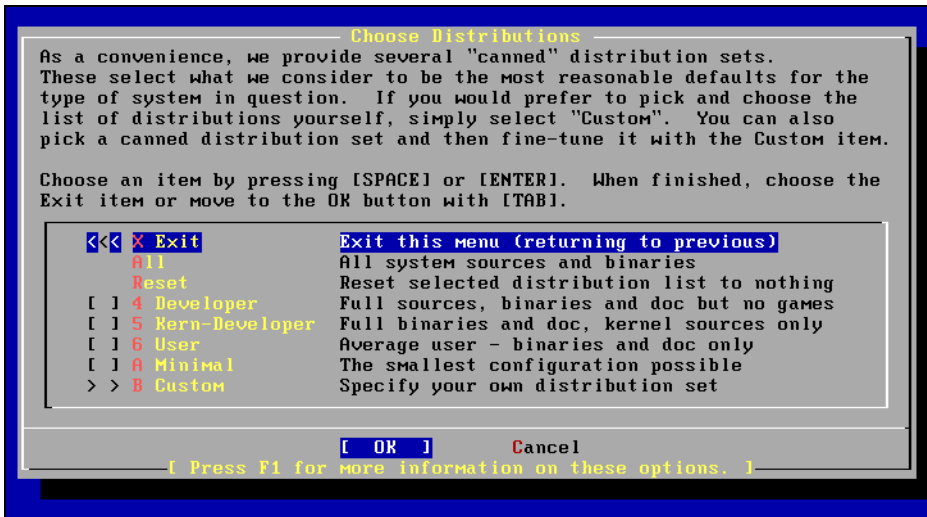 Choose Distributions
As a convenience, we provide several "canned" distribution sets.
These select what we consider to be the most reasonable defaults for the
type of system in question.  If you would prefer to pick and choose the
list of distributions yourself, simply select "Custom".  You can also
pick a canned distribution set and then fine-tune it with the Custom item.
Choose an item by pressing [SPACE] or [ENTER].  When finished, choose the
Exit item or move to the OK button with [TAB].
<<< X Exit Exit this menu (returning to previous)
All All system sources and binaries
Reset Reset selected distribution list to nothing
[ ] 4 Developer Full sources, binaries and doc but no games
[ ] 5 Kern-Developer Full binaries and doc, kernel sources only
[ ] 6 User Average user - binaries and doc only
[ ] A Minimal The smallest configuration possible
> > B Custom Specify your own distribution set
[ OK ] Cancel
[ Press F1 for more information on these options. ]